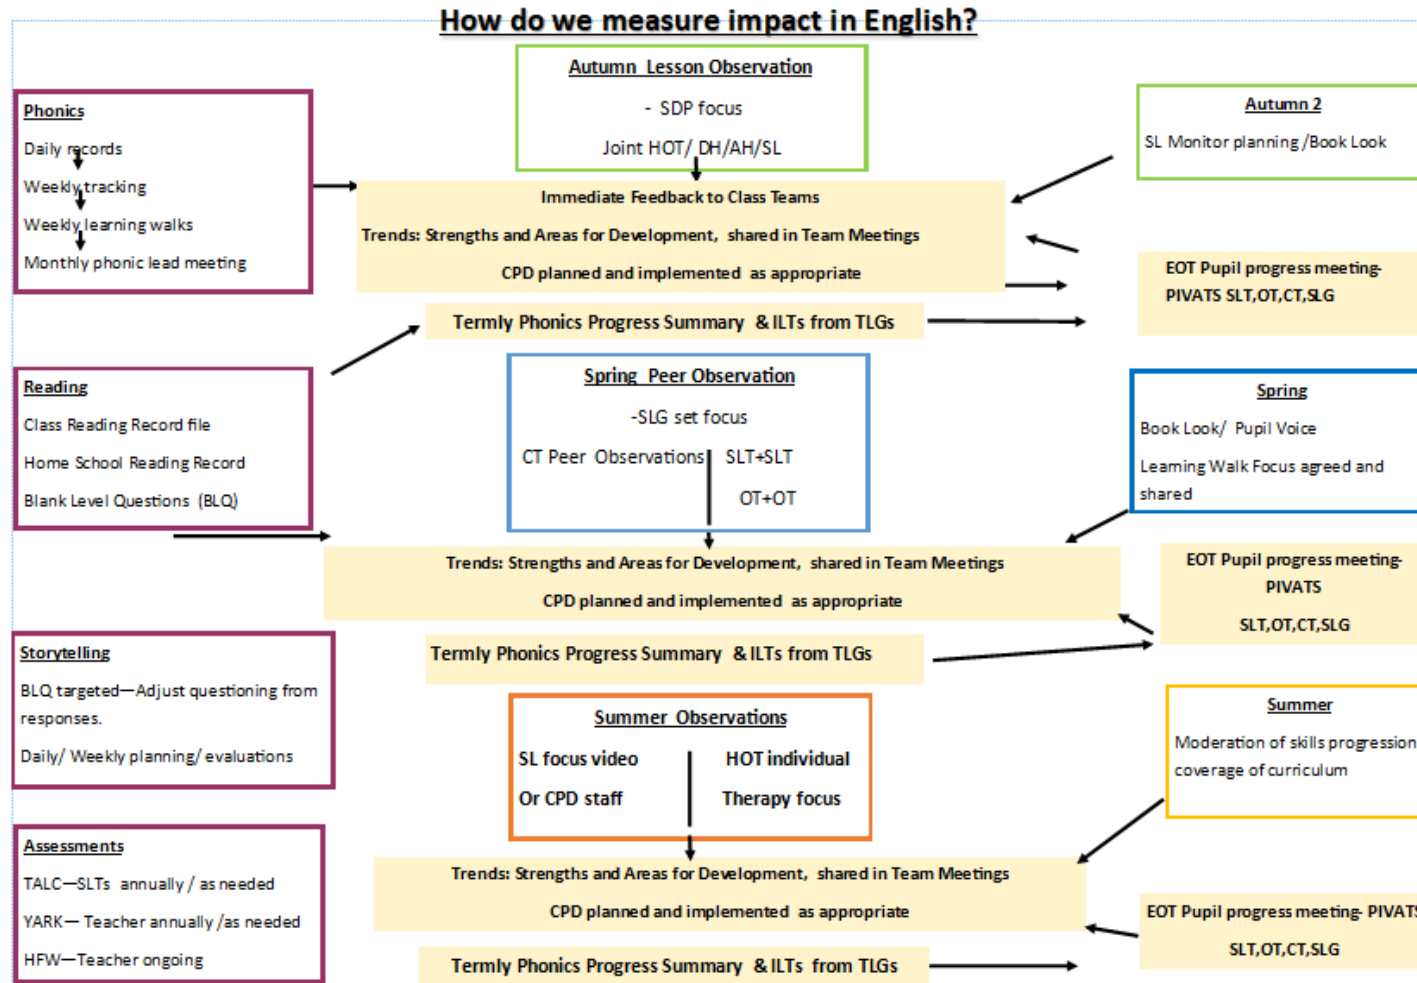 How do we measure impact in English?
Autumn Lesson Observation
- SDP focus
Joint HOT/ DH/AH/SL
Phonics
Daily records
Weekly tracking
Weekly learning walks
Monthly phonic lead meeting
Autumn 2
SL Monitor planning /Book Look
Immediate Feedback to Class Teams
Trends: Strengths and Areas for Development, shared in Team Meetings
CPD planned and implemented as appropriate
EOT Pupil progress meeting-
PIVATS SLT,OT,CT,SLG
Termly Phonics Progress Summary & ILTs from TLGs
Reading
Class Reading Record file
Home School Reading Record
Blank Level Questions (BLQ)
Spring Peer Observation
-SLG set focus
CT Peer Observations
SLT+SLT
OT+OT
Spring
Book Look/ Pupil Voice
Learning Walk Focus agreed and
shared
Trends: Strengths and Areas for Development, shared in Team Meetings
CPD planned and implemented as appropriate
EOT Pupil progress meeting-
PIVATS
SLT,OT,CT,SLG
Termly Phonics Progress Summary & ILTs from TLGs
Storytelling
BLQ targeted—Adjust questioning from
responses.
Daily/ Weekly planning/ evaluations
Summer Observations
SL focus video
Or CPD staff
HOT individual
Therapy focus
Summer
Moderation of skills progression
coverage of curriculum
Assessments
TALC—SLTs annually / as needed
YARK— Teacher annually /as needed
HFW—Teacher ongoing
Trends: Strengths and Areas for Development, shared in Team Meetings
CPD planned and implemented as appropriate
EOT Pupil progress meeting- PIVATS
SLT,OT,CT,SLG
Termly Phonics Progress Summary & ILTs from TLGs